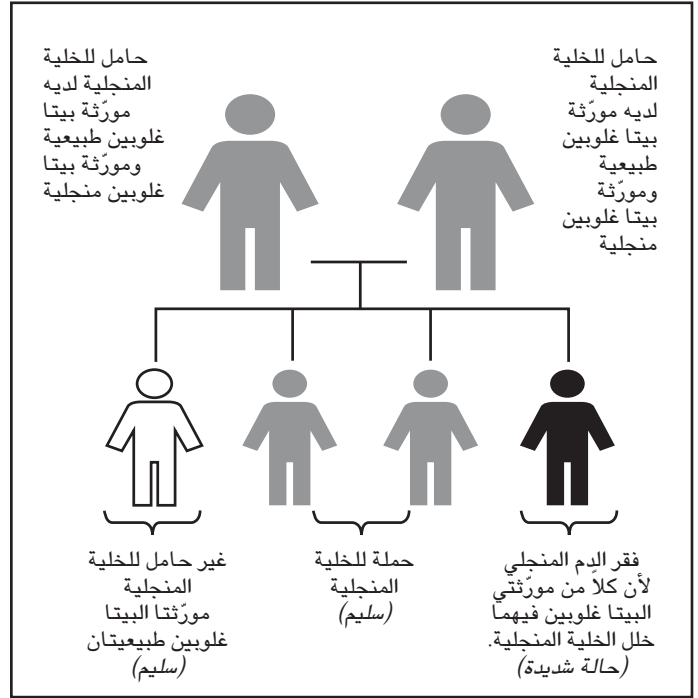 حامل للخلية
المنجلية
لديه مورّثة
بيتا غلوبين
طبيعية
ومورّثة
بيتا غلوبين
منجلية
حامل للخلية
المنجلية لديه
مورّثة بيتا
غلوبين طبيعية
ومورّثة بيتا
غلوبين منجلية
فقر الدم المنجلي
لأن كلاً من مورّثتي
البيتا غلوبين فيهما
خلل الخلية المنجلية.
(حالة شديدة)
حملة للخلية
المنجلية
(سليم)
غير حامل للخلية
المنجلية
مورّثتا البيتا
غلوبين طبيعيتان
(سليم)